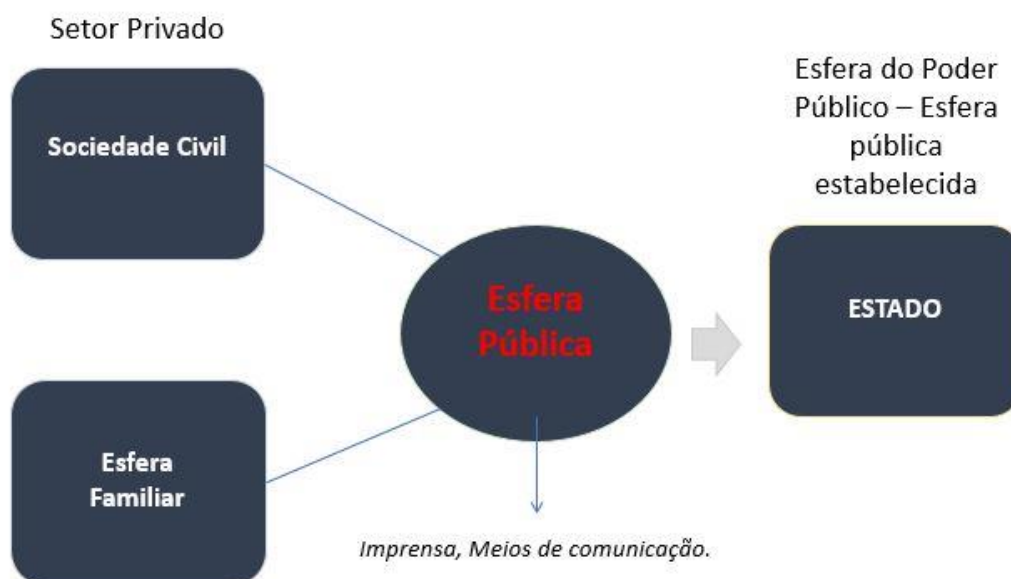 Setor Privado
Sociedade Civil
Esfera
Familiar
Esfera
Pública
Imprensa, Meios de comunicação.
Esfera do Poder
Público – Esfera
pública
estabelecida
ESTADO